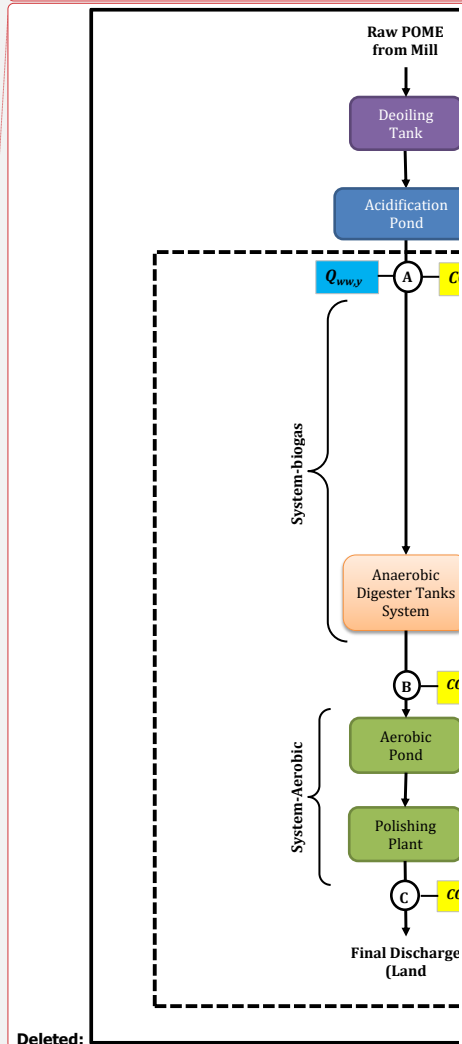 Raw POME
from Mill
Deoiling
Tank
Acidification
Pond
Q_ww,y
A
System-biogas
Anaerobic
Digester Tanks
System
B
System-Aerobic
Aerobic
Pond
Polishing
Plant
C
Final Discharge
(Land
Deleted: